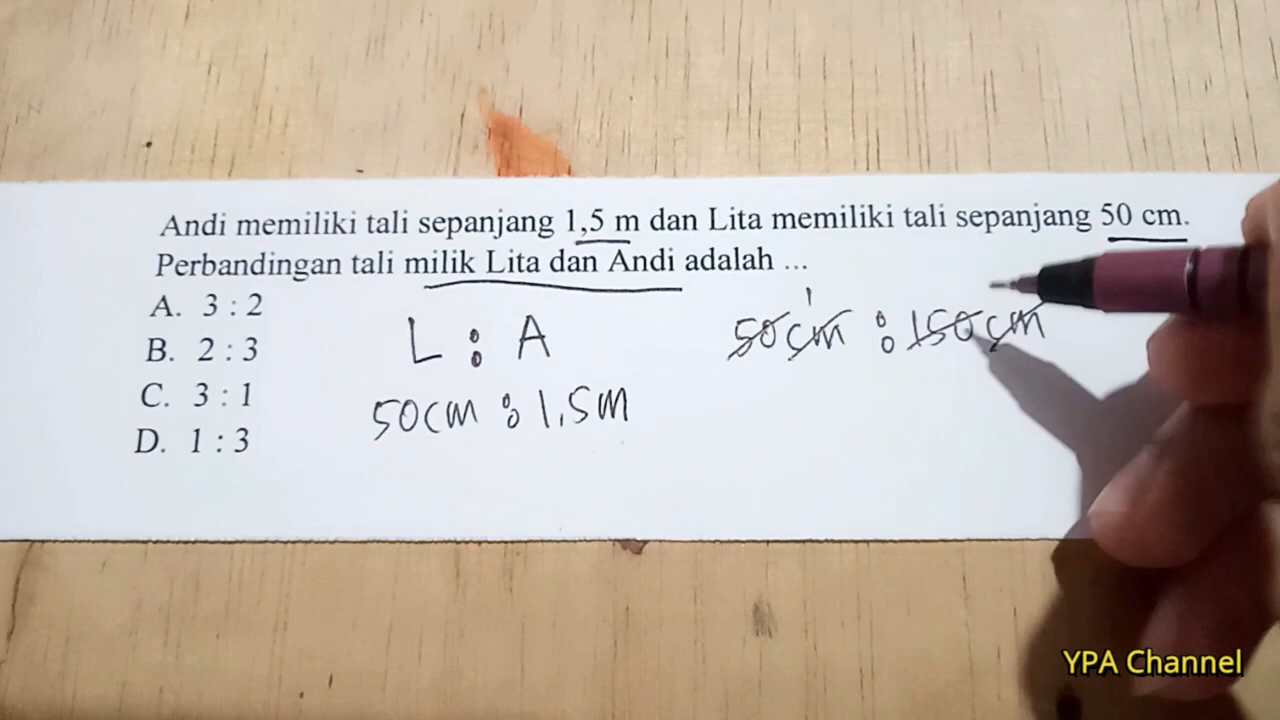 Andi memiliki tali sepanjang 1,5 m dan Lita memiliki tali sepanjang 50 cm.
Perbandingan tali milik Lita dan Andi adalah ...
A. 3 : 2
B. 2 : 3
C. 3 : 1
D. 1 : 3
L : A
50cm : 1,5m
1
50cm : 150cm
YPA Channel